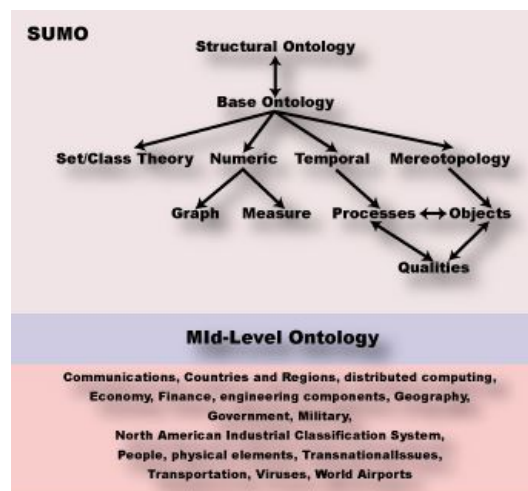 SUMO
Structural Ontology
Base Ontology
Set/Class Theory Numeric Temporal Mereotopology
Graph Measure Processes Objects
Qualities
MId-Level Ontology
Communications, Countries and Regions, distributed computing,
Economy, Finance, engineering components, Geography,
Government, Military,
North American Industrial Classification System,
People, physical elements, TransnationalIssues,
Transportation, Viruses, World Airports